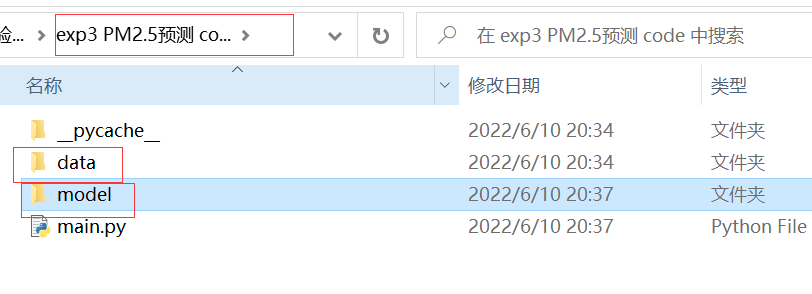 验... exp3 PM2.5预测 co... 在 exp3 PM2.5预测 code 中搜索
名称 修改日期 类型
__pycache__ 2022/6/10 20:34 文件夹
data 2022/6/10 20:34 文件夹
model 2022/6/10 20:37 文件夹
main.py 2022/6/10 20:37 Python File